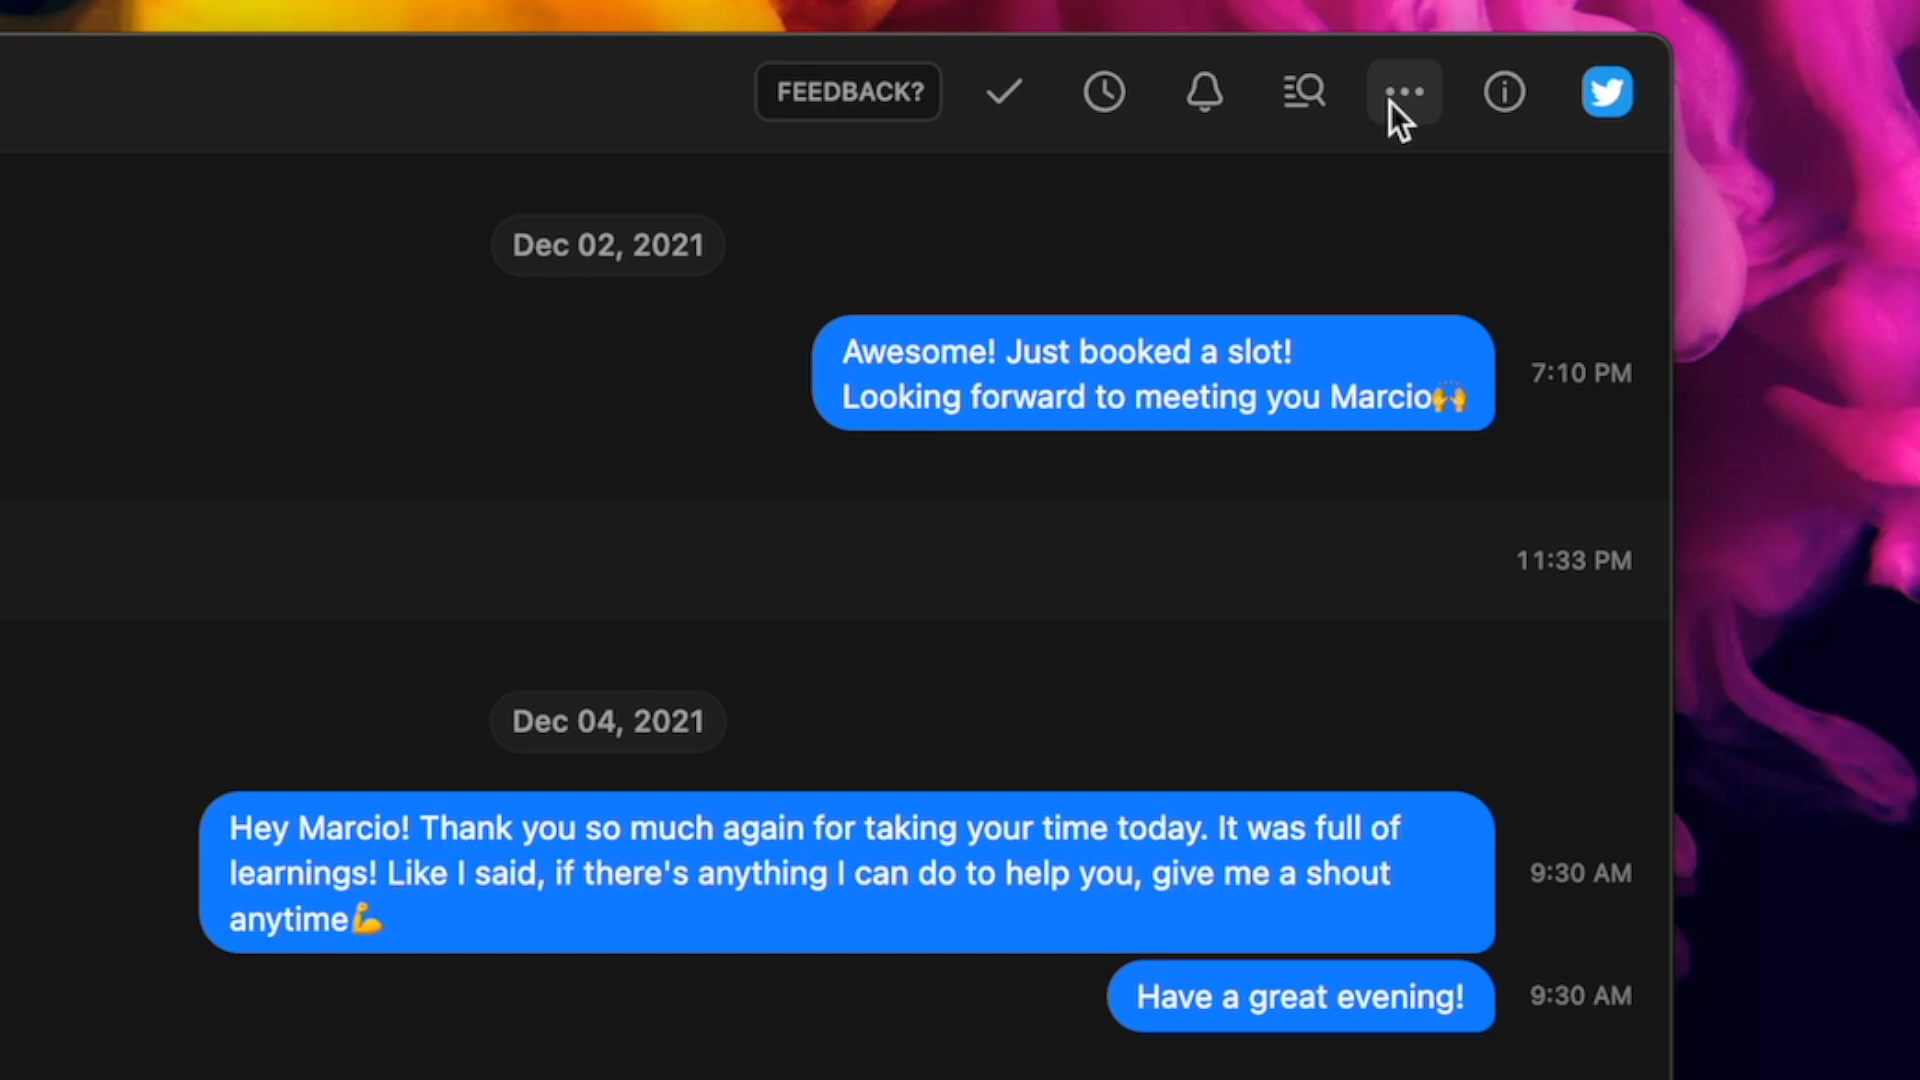 FEEDBACK?
Dec 02, 2021
Awesome! Just booked a slot!
Looking forward to meeting you Marcio🙌
7:10 PM
11:33 PM
Dec 04, 2021
Hey Marcio! Thank you so much again for taking your time today. It was full of
learnings! Like I said, if there's anything I can do to help you, give me a shout
anytime💪
9:30 AM
Have a great evening!
9:30 AM